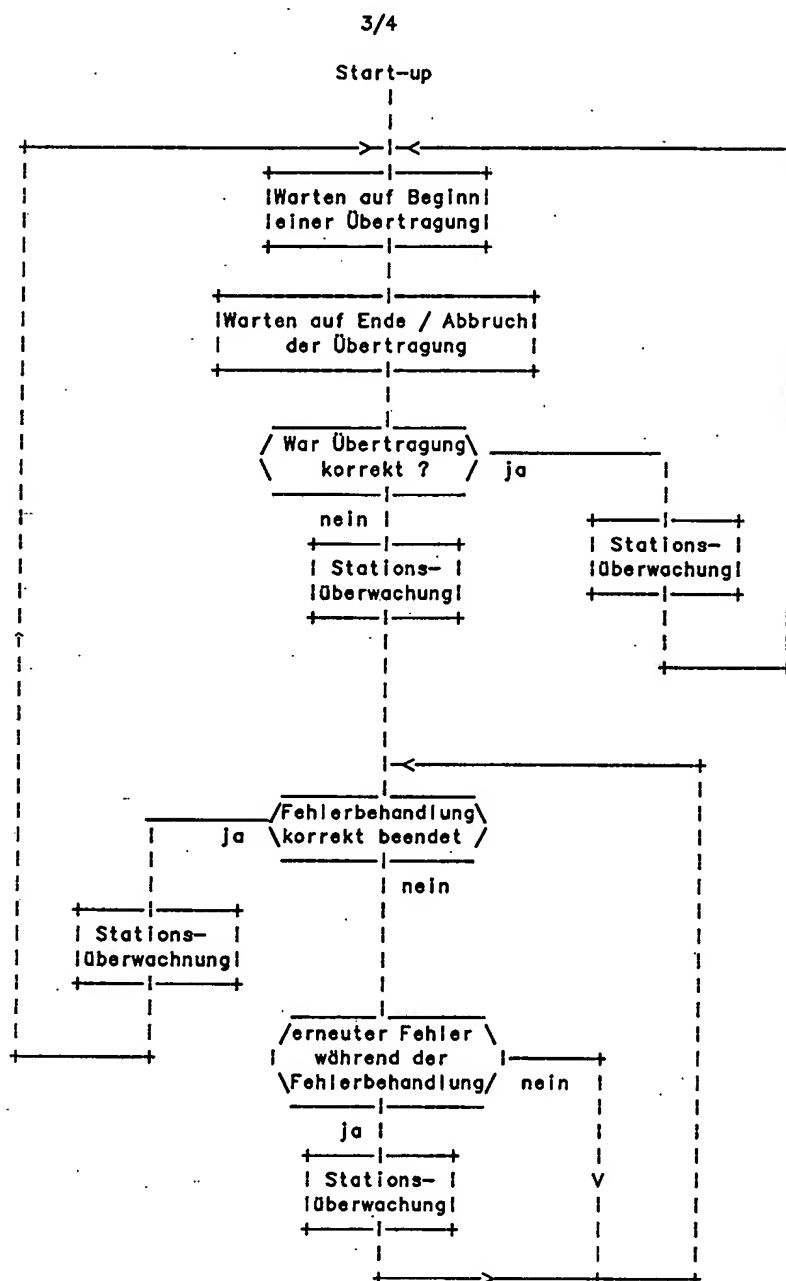 3/4
Start-up
Warten auf Beginn
einer Übertragung
Warten auf Ende / Abbruch
der Übertragung
War Übertragung
korrekt ?
ja
nein
Stations-
überwachung
Stations-
überwachung
Fehlerbehandlung
korrekt beendet
ja
nein
Stations-
überwachnung
erneuter Fehler
während der
Fehlerbehandlung
nein
ja
Stations-
überwachung